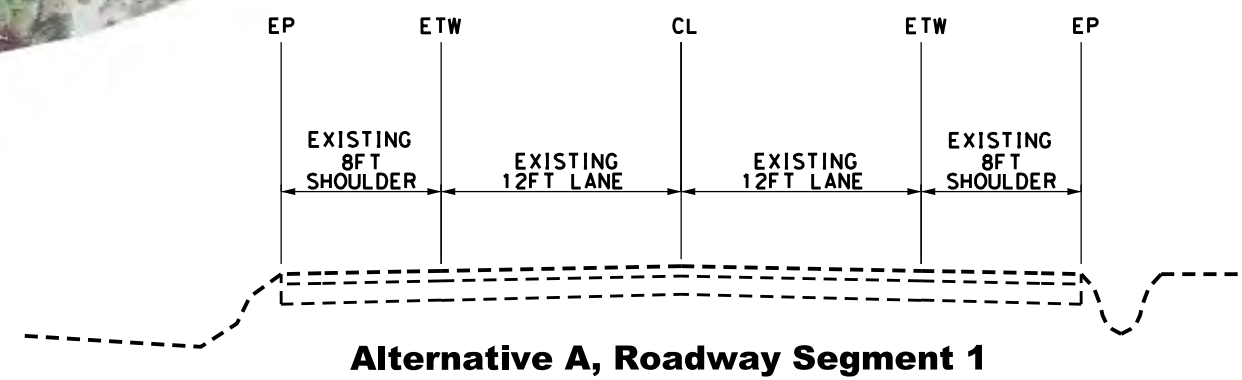 EP
ETW
CL
ETW
EP
EXISTING
8FT
SHOULDER
EXISTING
12FT LANE
EXISTING
12FT LANE
EXISTING
8FT
SHOULDER
Alternative A, Roadway Segment 1